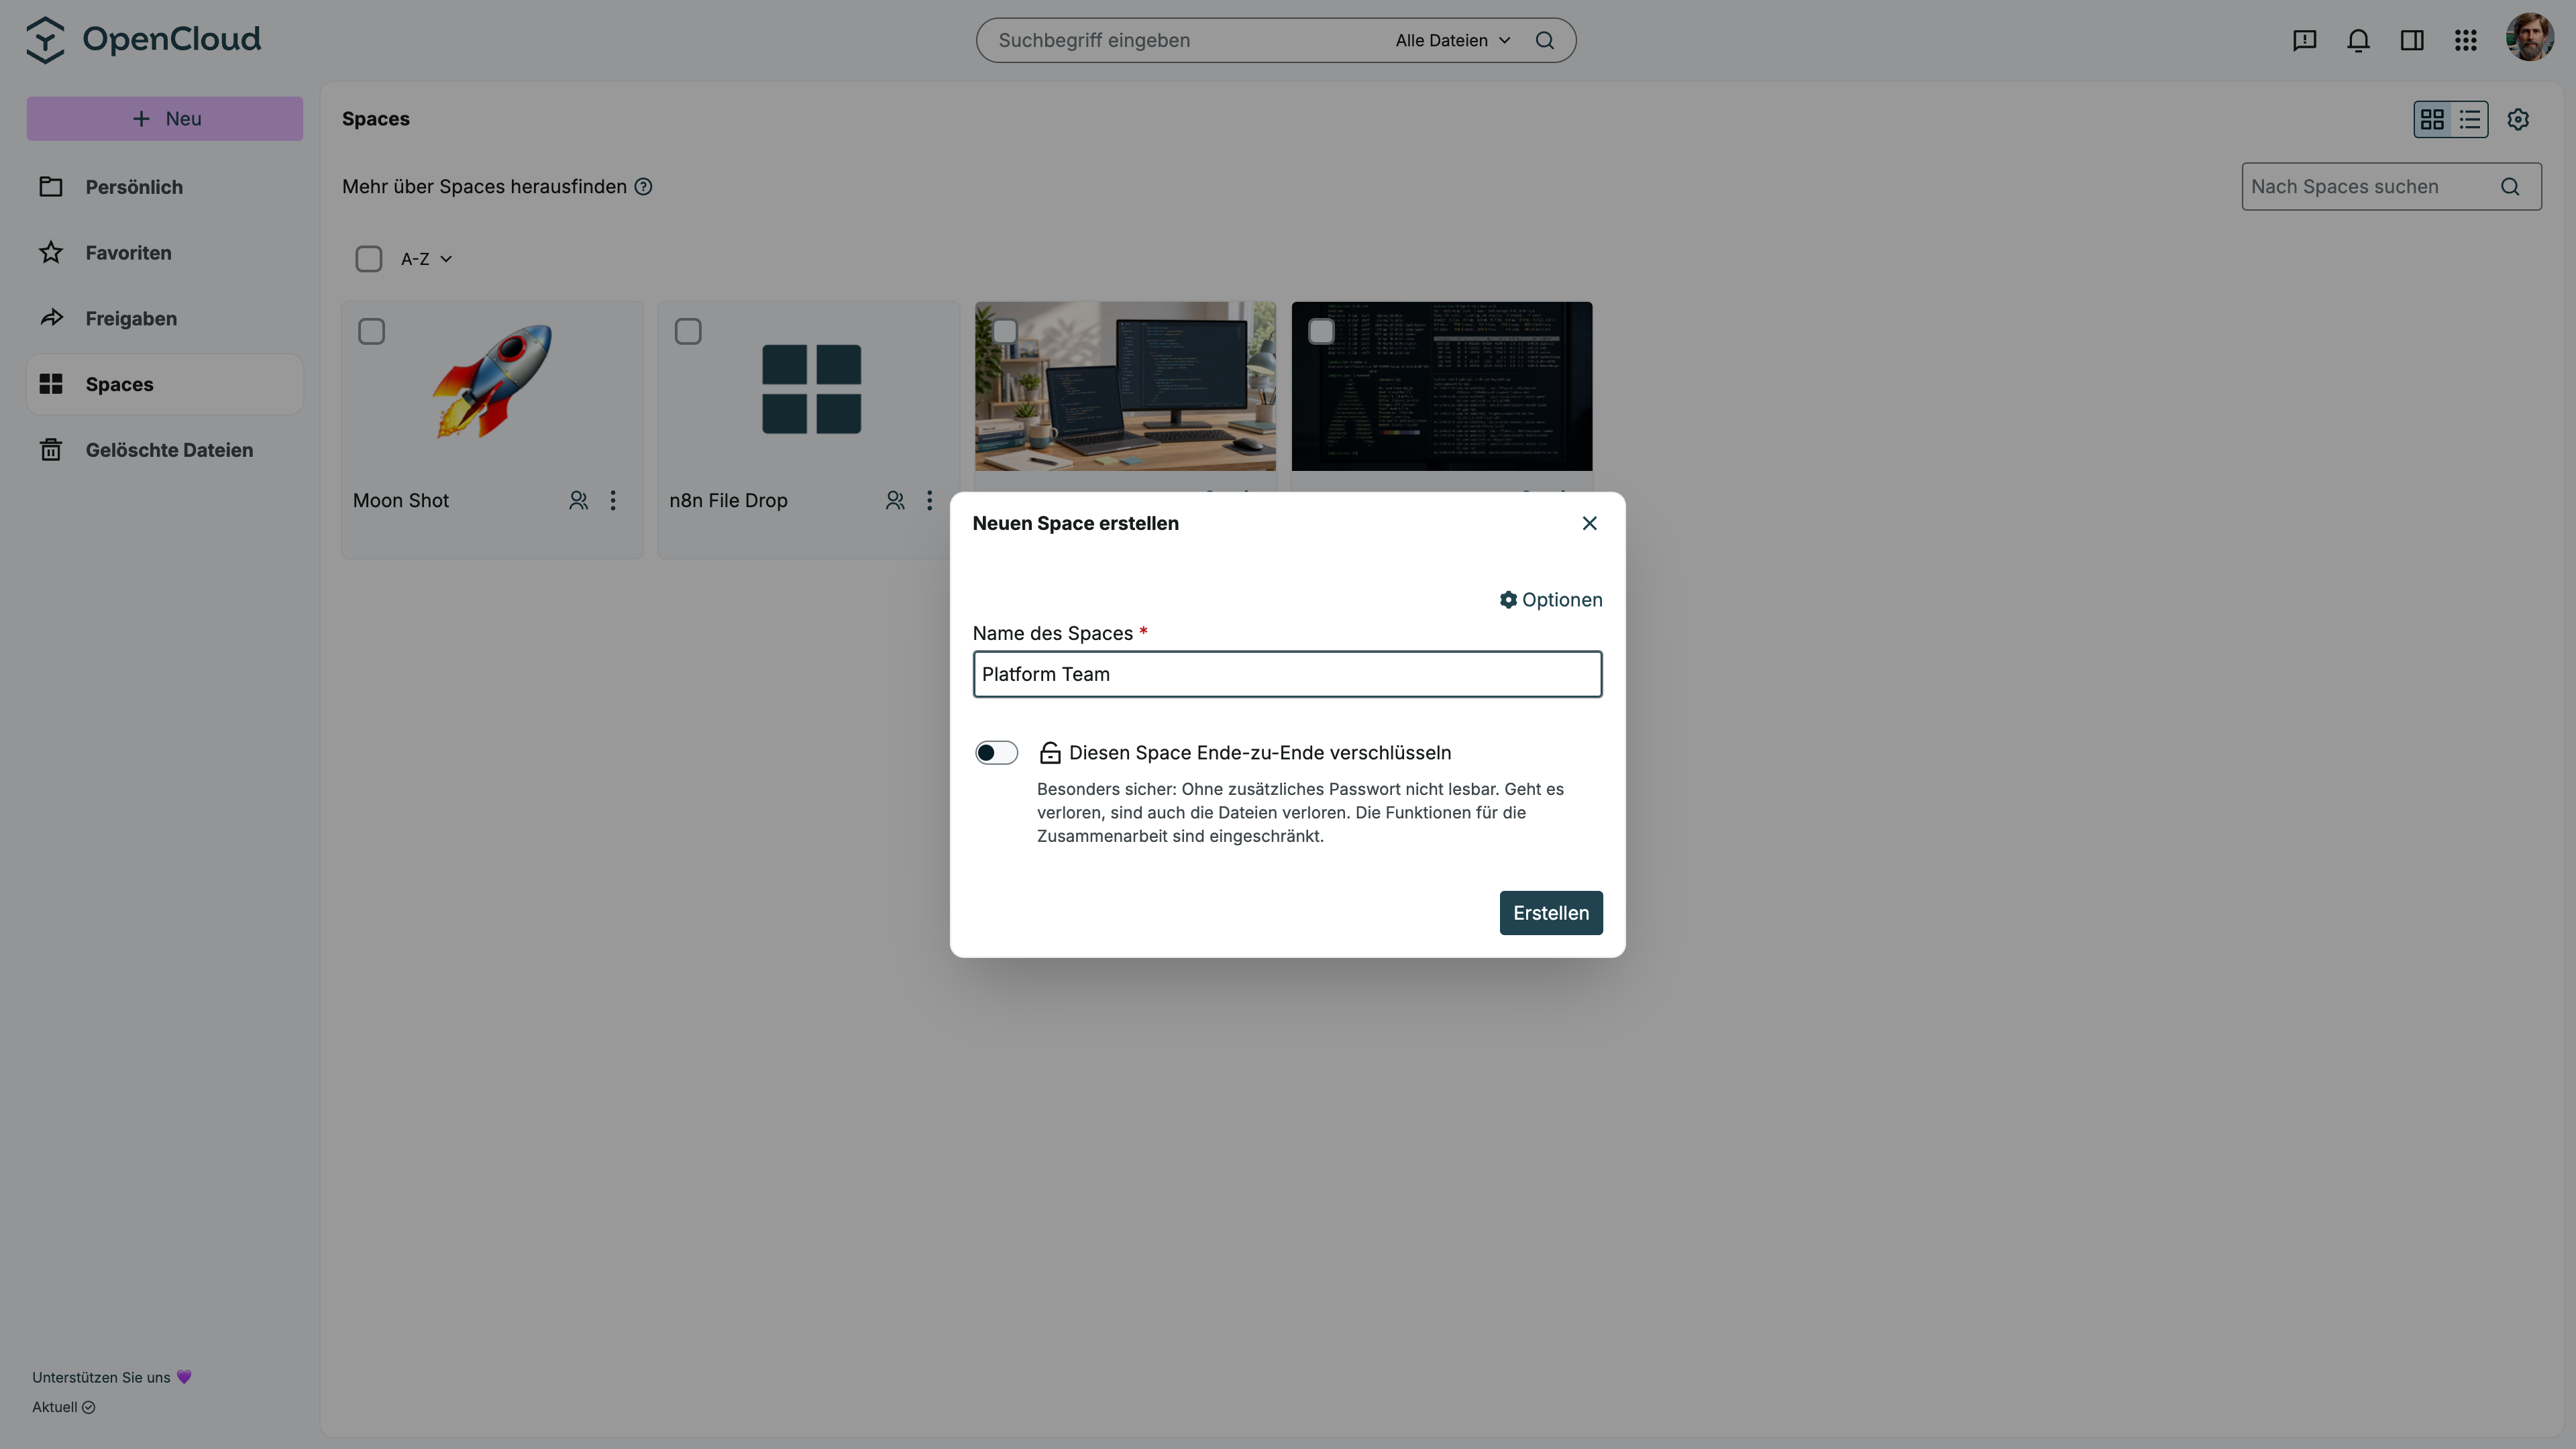 OpenCloud
Suchbegriff eingeben
Alle Dateien
Neu
Persönlich
Favoriten
Freigaben
Spaces
Gelöschte Dateien
Spaces
Mehr über Spaces herausfinden
Nach Spaces suchen
A-Z
Moon Shot
n8n File Drop
Neuen Space erstellen
Optionen
Name des Spaces *
Platform Team
Diesen Space Ende-zu-Ende verschlüsseln
Besonders sicher: Ohne zusätzliches Passwort nicht lesbar. Geht es
verloren, sind auch die Dateien verloren. Die Funktionen für die
Zusammenarbeit sind eingeschränkt.
Erstellen
Unterstützen Sie uns 💜
Aktuell